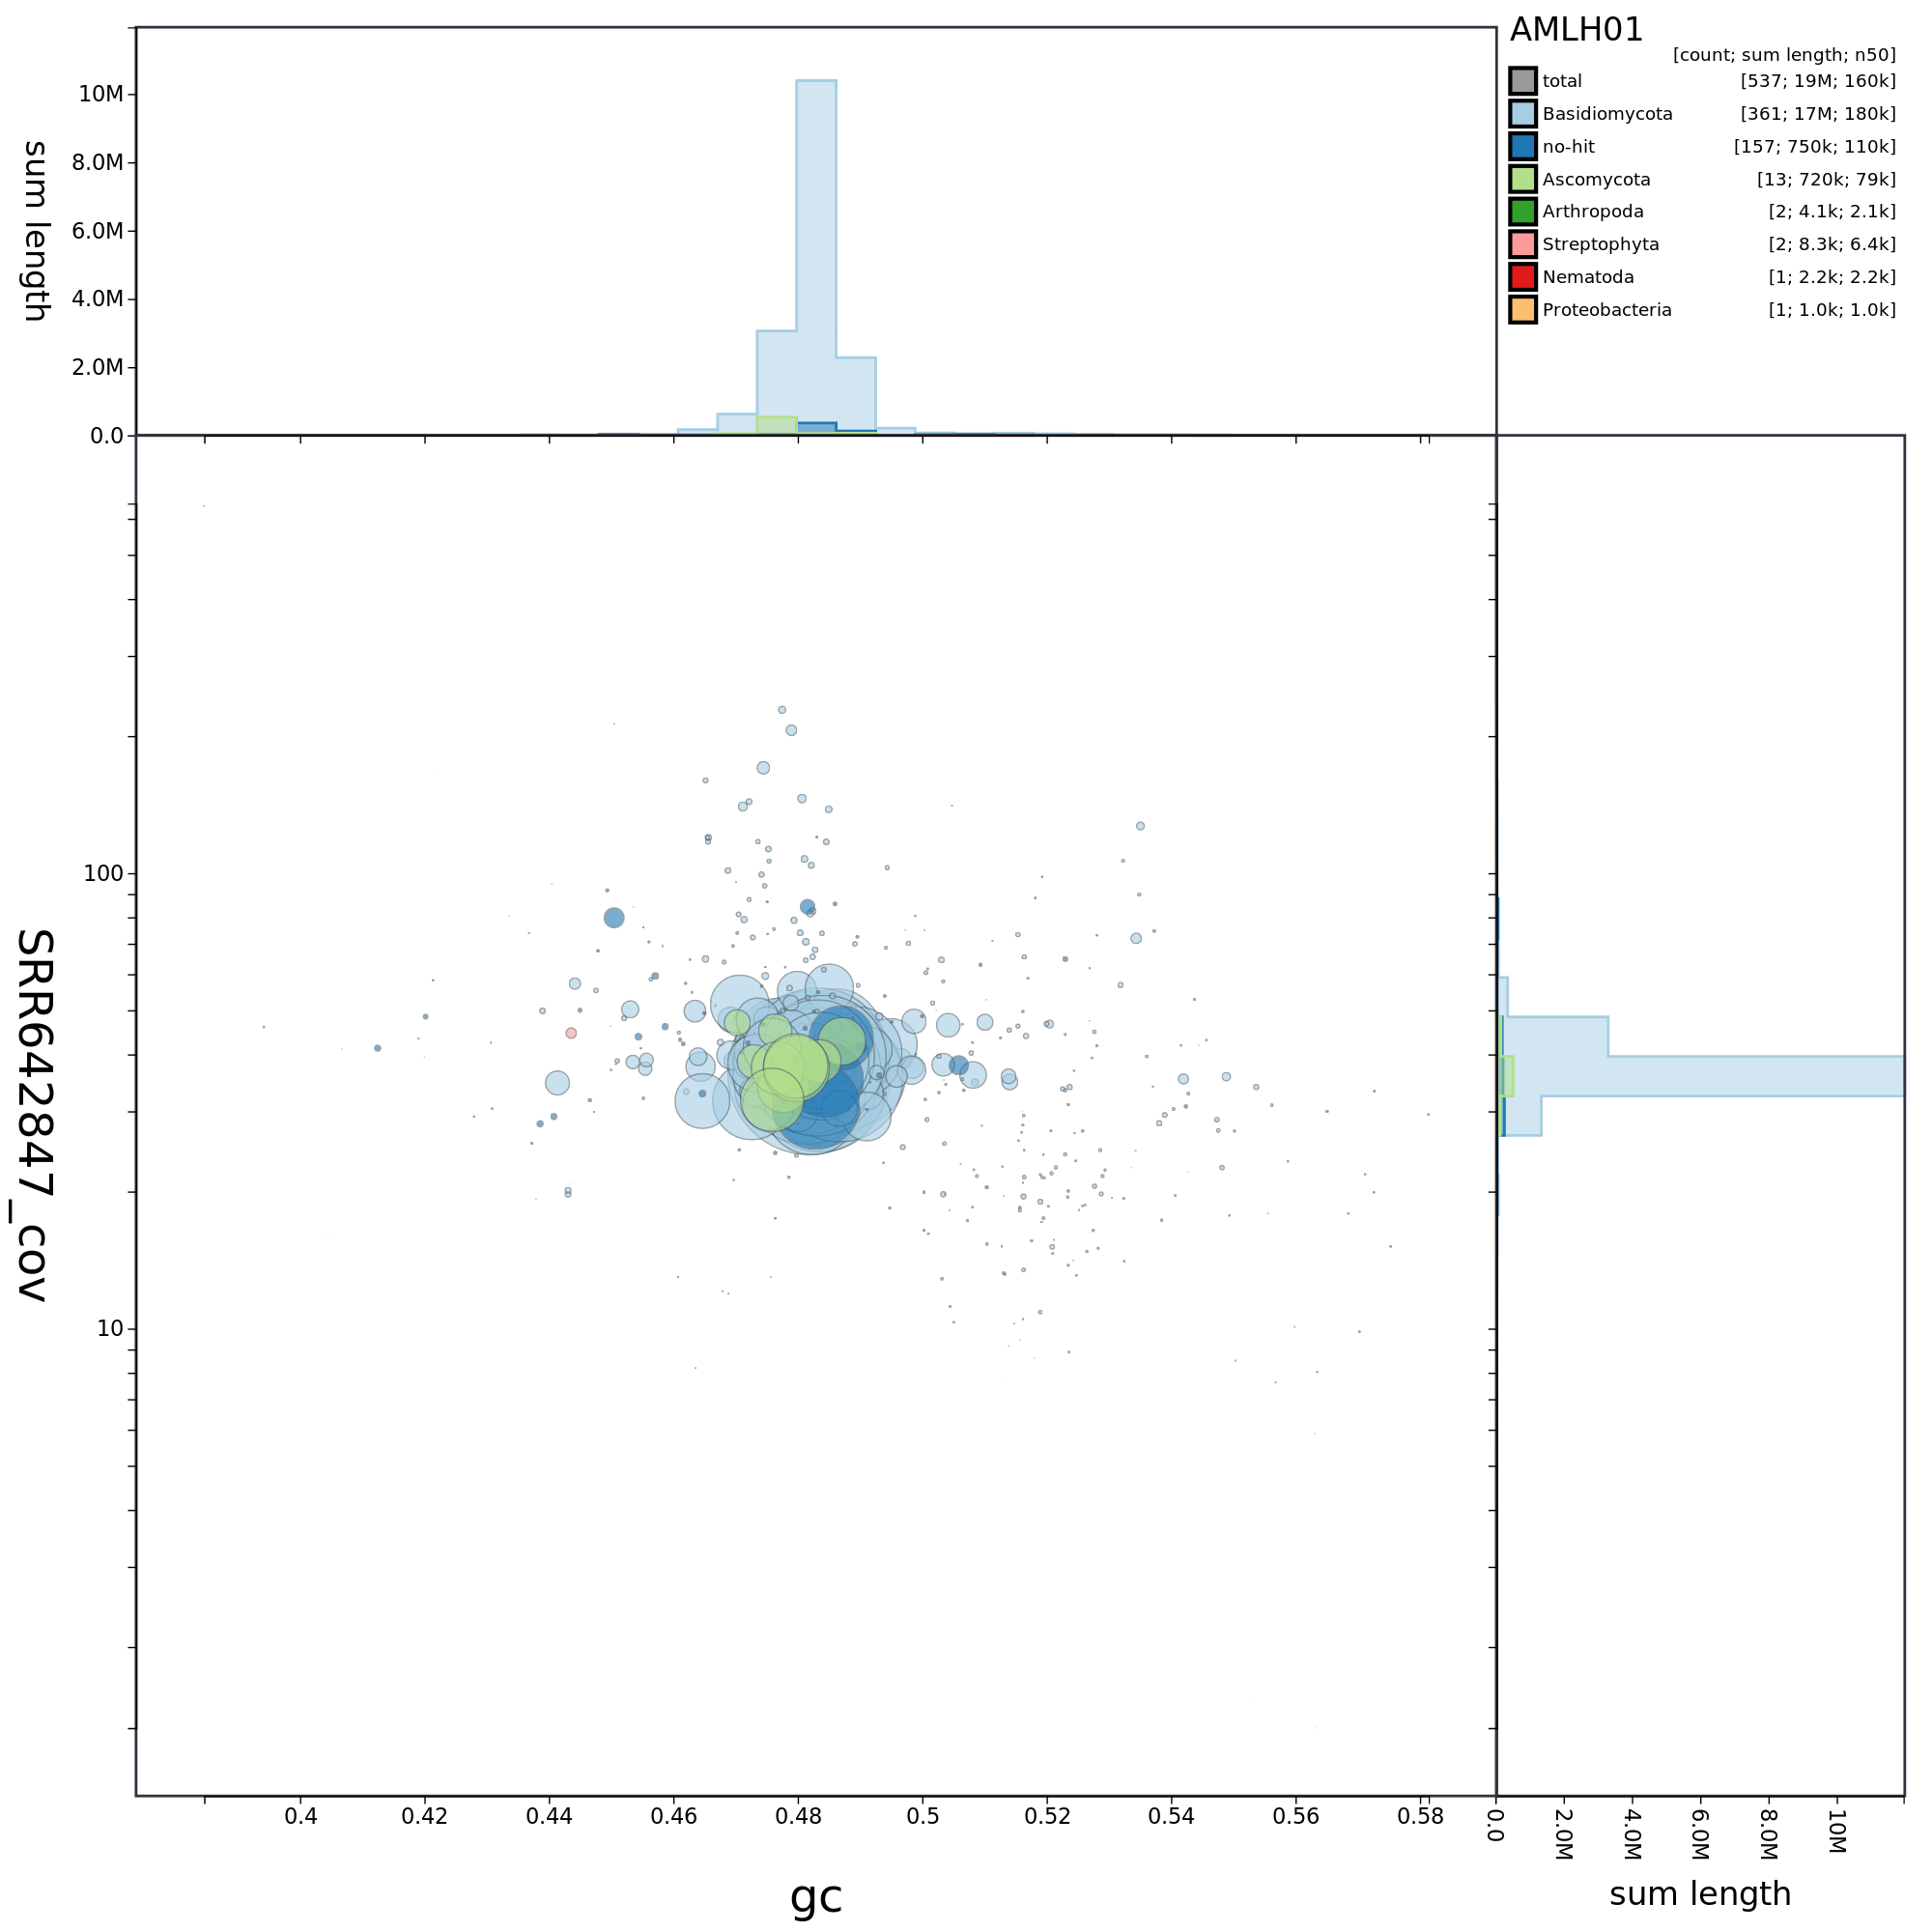 AMLH01
[count; sum length; n50]
total [537; 19M; 160k]
Basidiomycota [361; 17M; 180k]
no-hit [157; 750k; 110k]
Ascomycota [13; 720k; 79k]
Arthropoda [2; 4.1k; 2.1k]
Streptophyta [2; 8.3k; 6.4k]
Nematoda [1; 2.2k; 2.2k]
Proteobacteria [1; 1.0k; 1.0k]
sum length
10M
8.0M
6.0M
4.0M
2.0M
0.0
SRR642847_cov
100
10
0.4 0.42 0.44 0.46 0.48 0.5 0.52 0.54 0.56 0.58
gc
0.0 2.0M 4.0M 6.0M 8.0M 10M
sum length